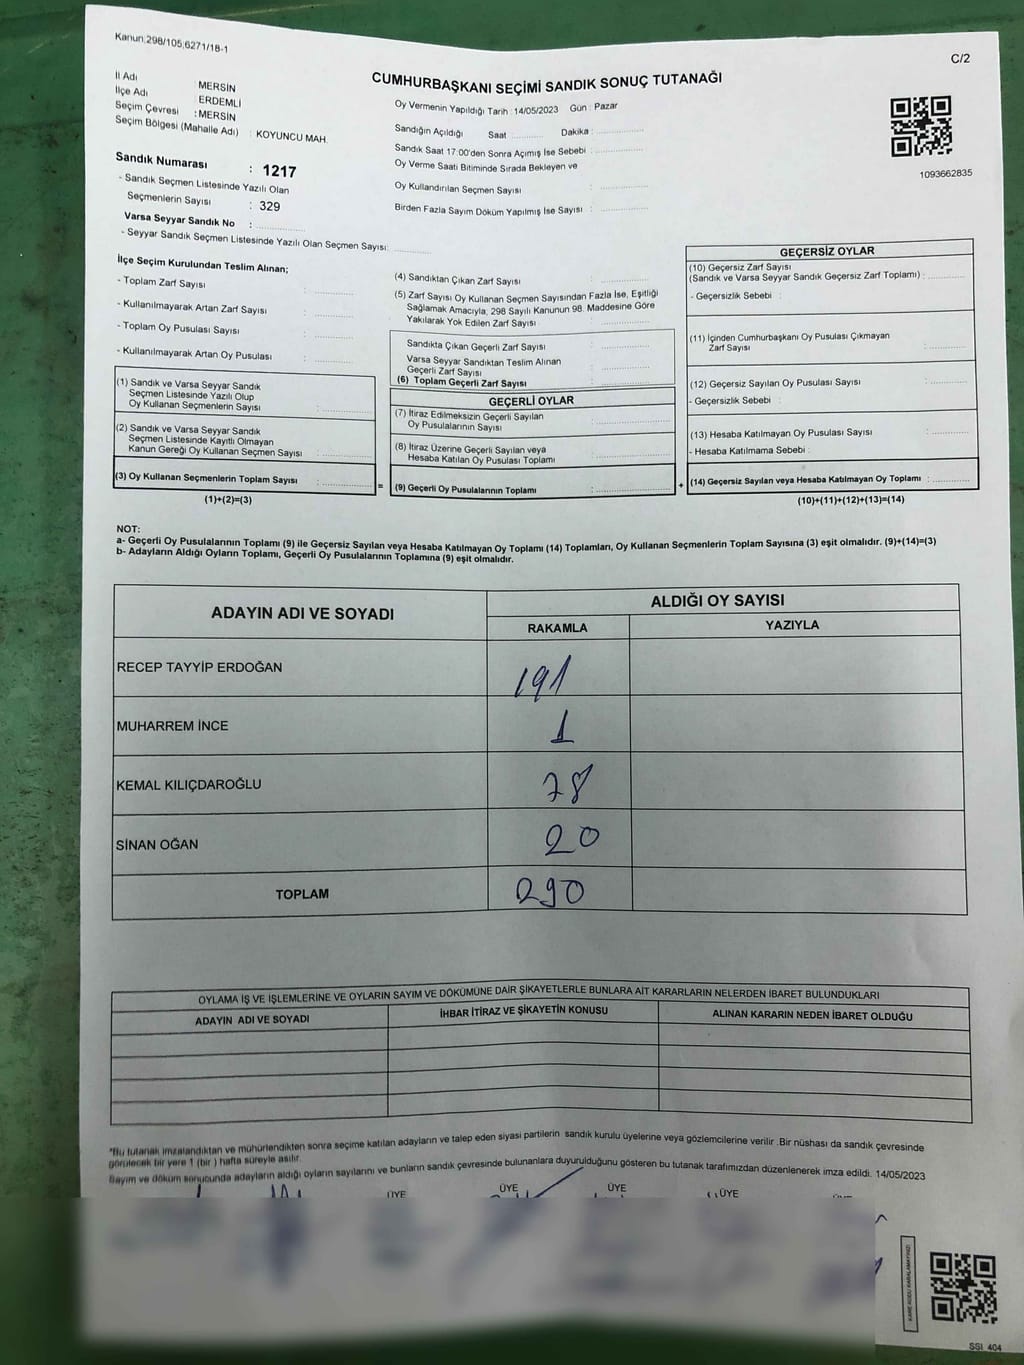 Kanun:298/105,6271/18-1
C/2
CUMHURBAŞKANI SEÇİMİ SANDIK SONUÇ TUTANAĞI
İl Adı : MERSİN
İlçe Adı : ERDEMLİ
Seçim Çevresi : MERSİN
Seçim Bölgesi (Mahalle Adı) : KOYUNCU MAH.
Sandık Numarası : 1217
- Sandık Seçmen Listesinde Yazılı Olan
Seçmenlerin Sayısı : 329
Varsa Seyyar Sandık No :
- Seyyar Sandık Seçmen Listesinde Yazılı Olan Seçmen Sayısı:
Oy Vermenin Yapıldığı Tarih : 14/05/2023 Gün : Pazar
Sandığın Açıldığı Saat Dakika :
Sandık Saat 17:00'den Sonra Açımış İse Sebebi :
Oy Verme Saati Bitiminde Sırada Bekleyen ve
Oy Kullandırılan Seçmen Sayısı :
Birden Fazla Sayım Döküm Yapılmış İse Sayısı :
1093662835
İlçe Seçim Kurulundan Teslim Alınan;
- Toplam Zarf Sayısı :
- Kullanılmayarak Artan Zarf Sayısı :
- Toplam Oy Pusulası Sayısı :
- Kullanılmayarak Artan Oy Pusulası :
(1) Sandık ve Varsa Seyyar Sandık
Seçmen Listesinde Yazılı Olup
Oy Kullanan Seçmenlerin Sayısı :
(2) Sandık ve Varsa Seyyar Sandık
Seçmen Listesinde Kayıtlı Olmayan
Kanun Gereği Oy Kullanan Seçmen Sayısı :
(3) Oy Kullanan Seçmenlerin Toplam Sayısı :
(1)+(2)=(3)
=
(4) Sandıktan Çıkan Zarf Sayısı :
(5) Zarf Sayısı Oy Kullanan Seçmen Sayısından Fazla İse, Eşitliği
Sağlamak Amacıyla, 298 Sayılı Kanunun 98. Maddesine Göre
Yakılarak Yok Edilen Zarf Sayısı :
Sandıkta Çıkan Geçerli Zarf Sayısı :
Varsa Seyyar Sandıktan Teslim Alınan
Geçerli Zarf Sayısı :
(6) Toplam Geçerli Zarf Sayısı :
GEÇERLİ OYLAR
(7) İtiraz Edilmeksizin Geçerli Sayılan
Oy Pusulalarının Sayısı :
(8) İtiraz Üzerine Geçerli Sayılan veya
Hesaba Katılan Oy Pusulası Toplamı :
(9) Geçerli Oy Pusulalarının Toplamı :
+
GEÇERSİZ OYLAR
(10) Geçersiz Zarf Sayısı
(Sandık ve Varsa Seyyar Sandık Geçersiz Zarf Toplamı) :
- Geçersizlik Sebebi :
(11) İçinden Cumhurbaşkanı Oy Pusulası Çıkmayan
Zarf Sayısı :
(12) Geçersiz Sayılan Oy Pusulası Sayısı :
- Geçersizlik Sebebi :
(13) Hesaba Katılmayan Oy Pusulası Sayısı :
- Hesaba Katılmama Sebebi :
(14) Geçersiz Sayılan veya Hesaba Katılmayan Oy Toplamı :
(10)+(11)+(12)+(13)=(14)
NOT:
a- Geçerli Oy Pusulalarının Toplamı (9) ile Geçersiz Sayılan veya Hesaba Katılmayan Oy Toplamı (14) Toplamları, Oy Kullanan Seçmenlerin Toplam Sayısına (3) eşit olmalıdır. (9)+(14)=(3)
b- Adayların Aldığı Oyların Toplamı, Geçerli Oy Pusulalarının Toplamına (9) eşit olmalıdır.
ADAYIN ADI VE SOYADI ALDIĞI OY SAYISI
RAKAMLA YAZIYLA
RECEP TAYYİP ERDOĞAN 191
MUHARREM İNCE 1
KEMAL KILIÇDAROĞLU 78
SİNAN OĞAN 20
TOPLAM 290
OYLAMA İŞ VE İŞLEMLERİNE VE OYLARIN SAYIM VE DÖKÜMÜNE DAİR ŞİKAYETLERLE BUNLARA AİT KARARLARIN NELERDEN İBARET BULUNDUKLARI
ADAYIN ADI VE SOYADI İHBAR İTİRAZ VE ŞİKAYETİN KONUSU ALINAN KARARIN NEDEN İBARET OLDUĞU
*Bu tutanak imzalandıktan ve mühürlendikten sonra seçime katılan adayların ve talep eden siyasi partilerin sandık kurulu üyelerine veya gözlemcilerine verilir .Bir nüshası da sandık çevresinde
görülecek bir yere 1 (bir ) hafta süreyle asılır.
Sayım ve döküm sonucunda adayların aldığı oyların sayılarını ve bunların sandık çevresinde bulunanlara duyurulduğunu gösteren bu tutanak tarafımızdan düzenlenerek imza edildi. 14/05/2023
ÜYE ÜYE ÜYE ÜYE
KARE KODU KARALAMAYINIZ!
SSI_404